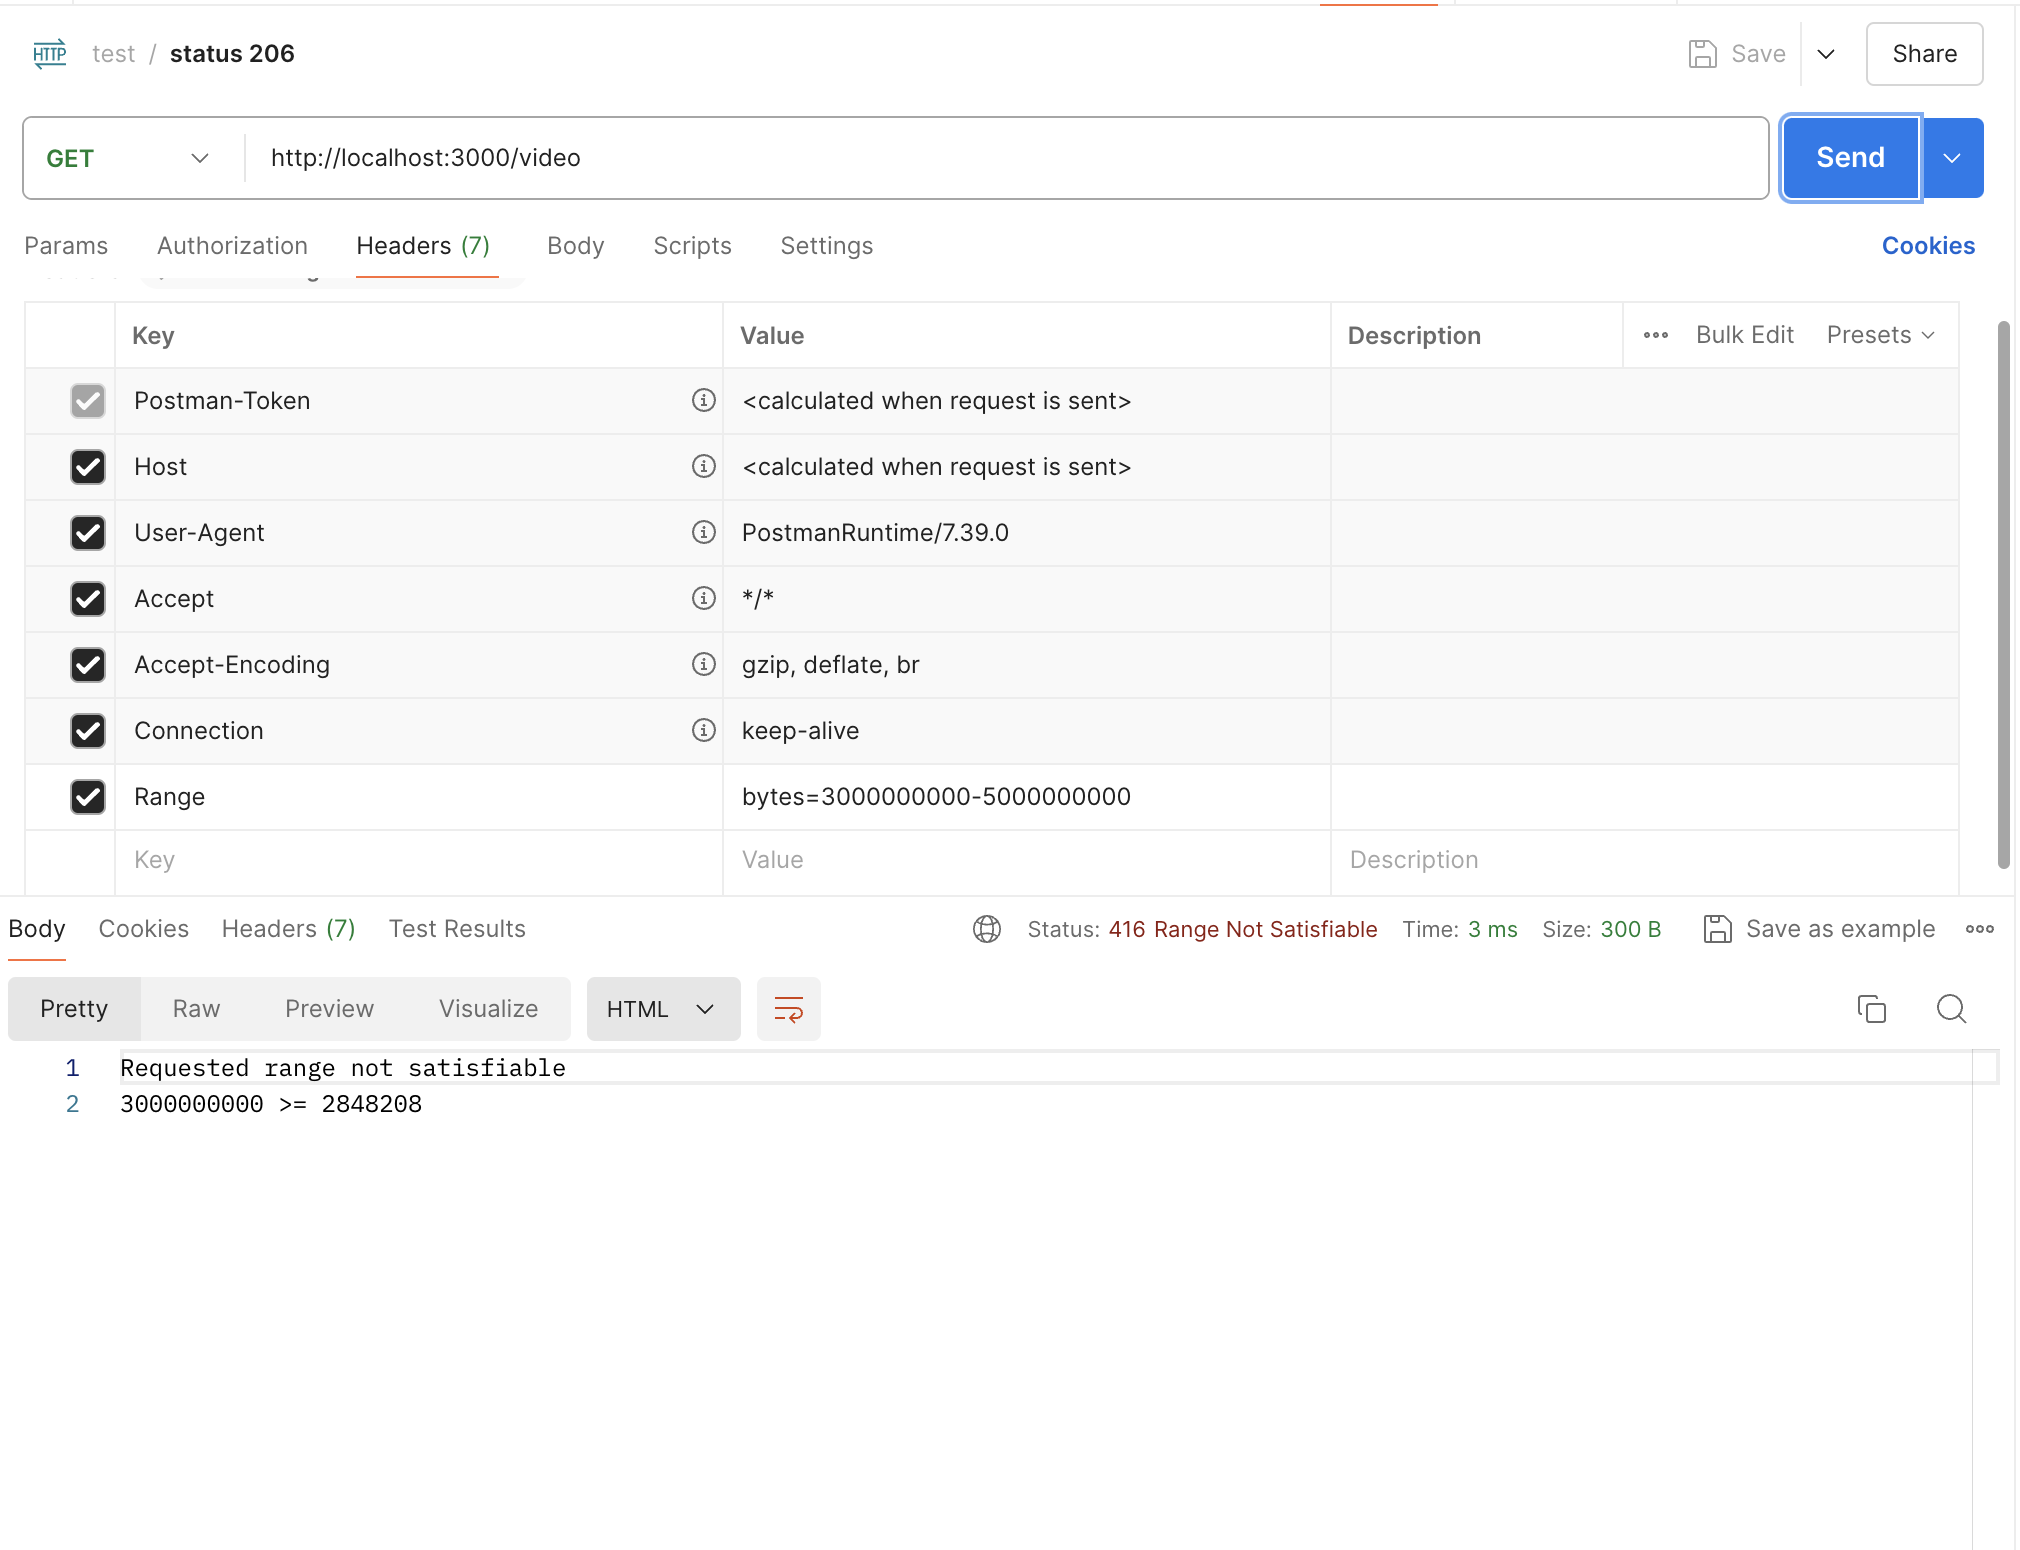 HTTP test / status 206 Save Share
GET http://localhost:3000/video Send
Params Authorization Headers (7) Body Scripts Settings Cookies
Key Value Description Bulk Edit Presets
Postman-Token <calculated when request is sent>
Host <calculated when request is sent>
User-Agent PostmanRuntime/7.39.0
Accept */*
Accept-Encoding gzip, deflate, br
Connection keep-alive
Range bytes=3000000000-5000000000
Key Value Description
Body Cookies Headers (7) Test Results Status: 416 Range Not Satisfiable Time: 3 ms Size: 300 B Save as example
Pretty Raw Preview Visualize HTML
1 Requested range not satisfiable
2 3000000000 >= 2848208